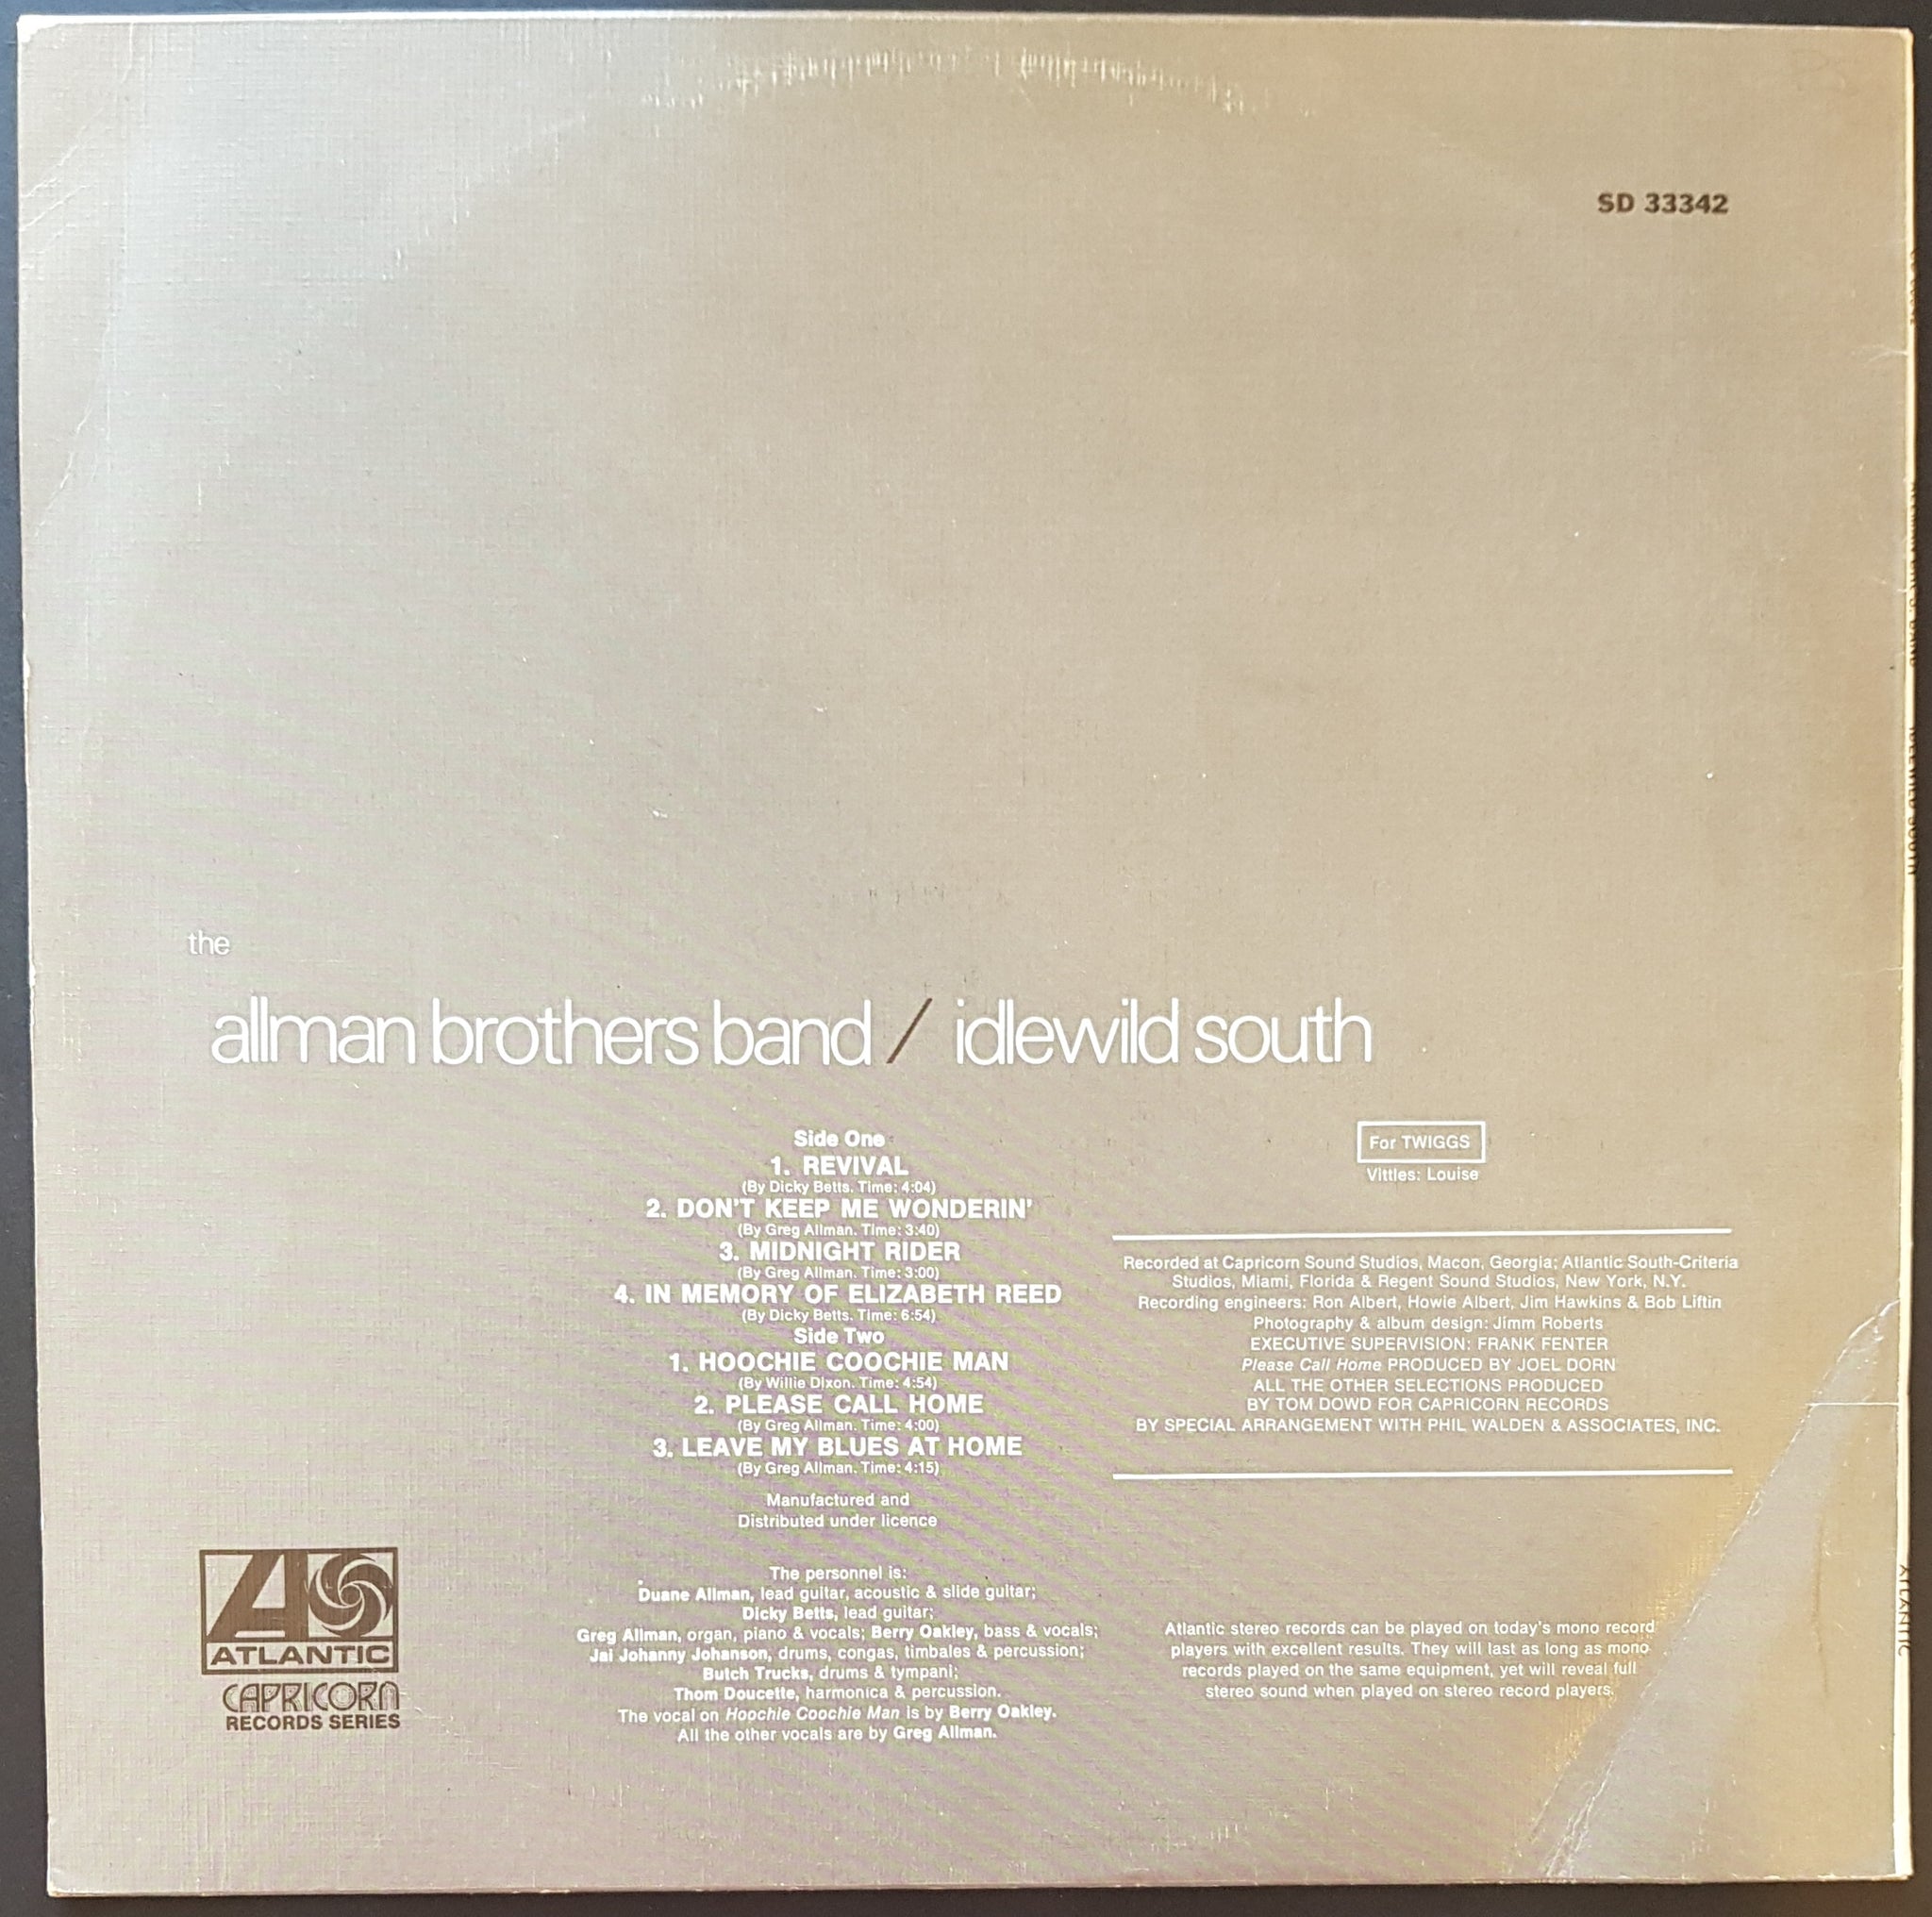 SD 33342
the
allman brothers band / idlewild south
Side One
1. REVIVAL
(By Dicky Betts. Time: 4:04)
2. DON'T KEEP ME WONDERIN'
(By Greg Allman. Time: 3:40)
3. MIDNIGHT RIDER
(By Greg Allman. Time: 3:00)
4. IN MEMORY OF ELIZABETH REED
(By Dicky Betts. Time: 6:54)
Side Two
1. HOOCHIE COOCHIE MAN
(By Willie Dixon. Time: 4:54)
2. PLEASE CALL HOME
(By Greg Allman. Time: 4:00)
3. LEAVE MY BLUES AT HOME
(By Greg Allman. Time: 4:15)
Manufactured and
Distributed under licence
The personnel is:
Duane Allman, lead guitar, acoustic & slide guitar;
Dicky Betts, lead guitar;
Greg Allman, organ, piano & vocals; Berry Oakley, bass & vocals;
Jai Johanny Johanson, drums, congas, timbales & percussion;
Butch Trucks, drums & tympani;
Thom Doucette, harmonica & percussion.
The vocal on Hoochie Coochie Man is by Berry Oakley.
All the other vocals are by Greg Allman.
For TWIGGS
Vittles: Louise
Recorded at Capricorn Sound Studios, Macon, Georgia; Atlantic South-Criteria
Studios, Miami, Florida & Regent Sound Studios, New York, N.Y.
Recording engineers: Ron Albert, Howie Albert, Jim Hawkins & Bob Liftin
Photography & album design: Jimm Roberts
EXECUTIVE SUPERVISION: FRANK FENTER
Please Call Home PRODUCED BY JOEL DORN
ALL THE OTHER SELECTIONS PRODUCED
BY TOM DOWD FOR CAPRICORN RECORDS
BY SPECIAL ARRANGEMENT WITH PHIL WALDEN & ASSOCIATES, INC.
Atlantic stereo records can be played on today's mono record
players with excellent results. They will last as long as mono
records played on the same equipment, yet will reveal full
stereo sound when played on stereo record players.
ATLANTIC
CAPRICORN
RECORDS SERIES
IDLEWILD SOUTH
ATLANTIC